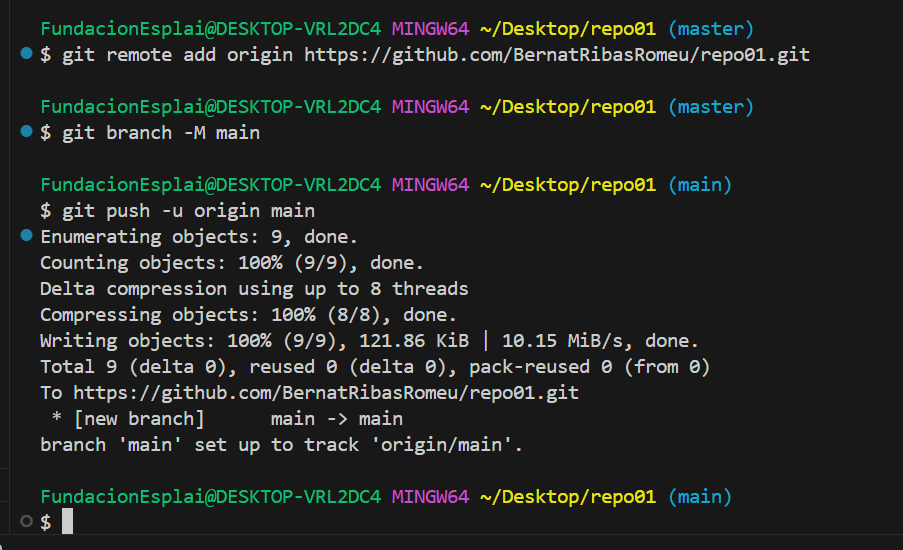 FundacionEsplai@DESKTOP-VRL2DC4 MINGW64 ~/Desktop/repo01 (master)
$ git remote add origin https://github.com/BernatRibasRomeu/repo01.git
FundacionEsplai@DESKTOP-VRL2DC4 MINGW64 ~/Desktop/repo01 (master)
$ git branch -M main
FundacionEsplai@DESKTOP-VRL2DC4 MINGW64 ~/Desktop/repo01 (main)
$ git push -u origin main
Enumerating objects: 9, done.
Counting objects: 100% (9/9), done.
Delta compression using up to 8 threads
Compressing objects: 100% (8/8), done.
Writing objects: 100% (9/9), 121.86 KiB | 10.15 MiB/s, done.
Total 9 (delta 0), reused 0 (delta 0), pack-reused 0 (from 0)
To https://github.com/BernatRibasRomeu/repo01.git
 * [new branch]      main -> main
branch 'main' set up to track 'origin/main'.
FundacionEsplai@DESKTOP-VRL2DC4 MINGW64 ~/Desktop/repo01 (main)
$